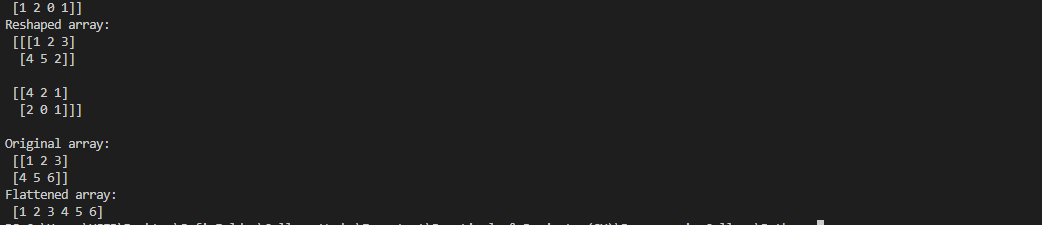 [1 2 0 1]]
Reshaped array:
[[[1 2 3]
[4 5 2]]
[[4 2 1]
[2 0 1]]]
Original array:
[[1 2 3]
[4 5 6]]
Flattened array:
[1 2 3 4 5 6]